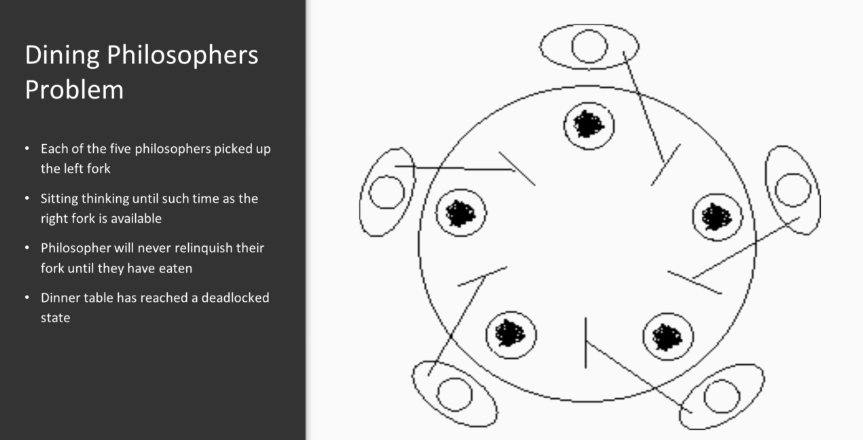 Dining Philosophers
Problem
• Each of the five philosophers picked up
the left fork
• Sitting thinking until such time as the
right fork is available
• Philosopher will never relinquish their
fork until they have eaten
• Dinner table has reached a deadlocked
state